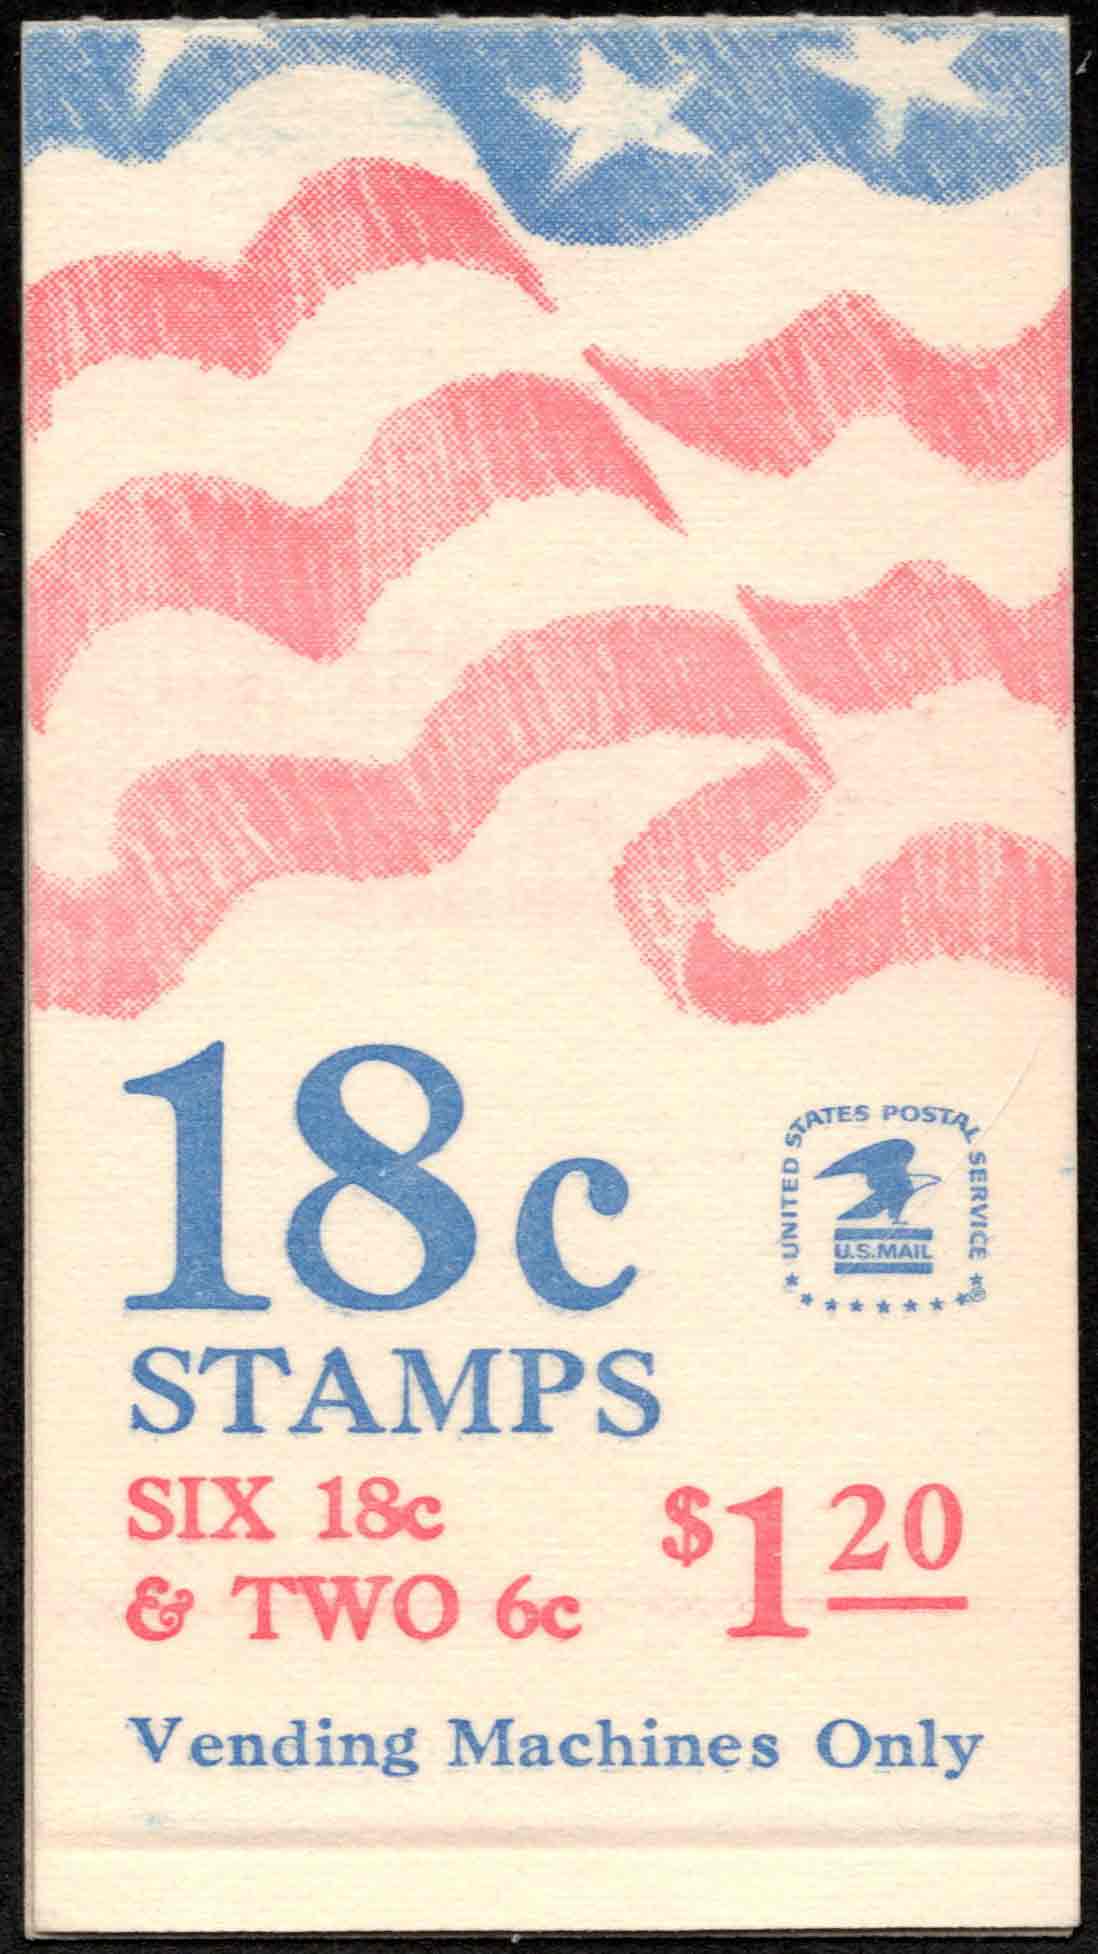 18c
STAMPS
SIX 18c
& TWO 6c
$1 20
UNITED STATES POSTAL SERVICE ®
U.S.MAIL
Vending Machines Only